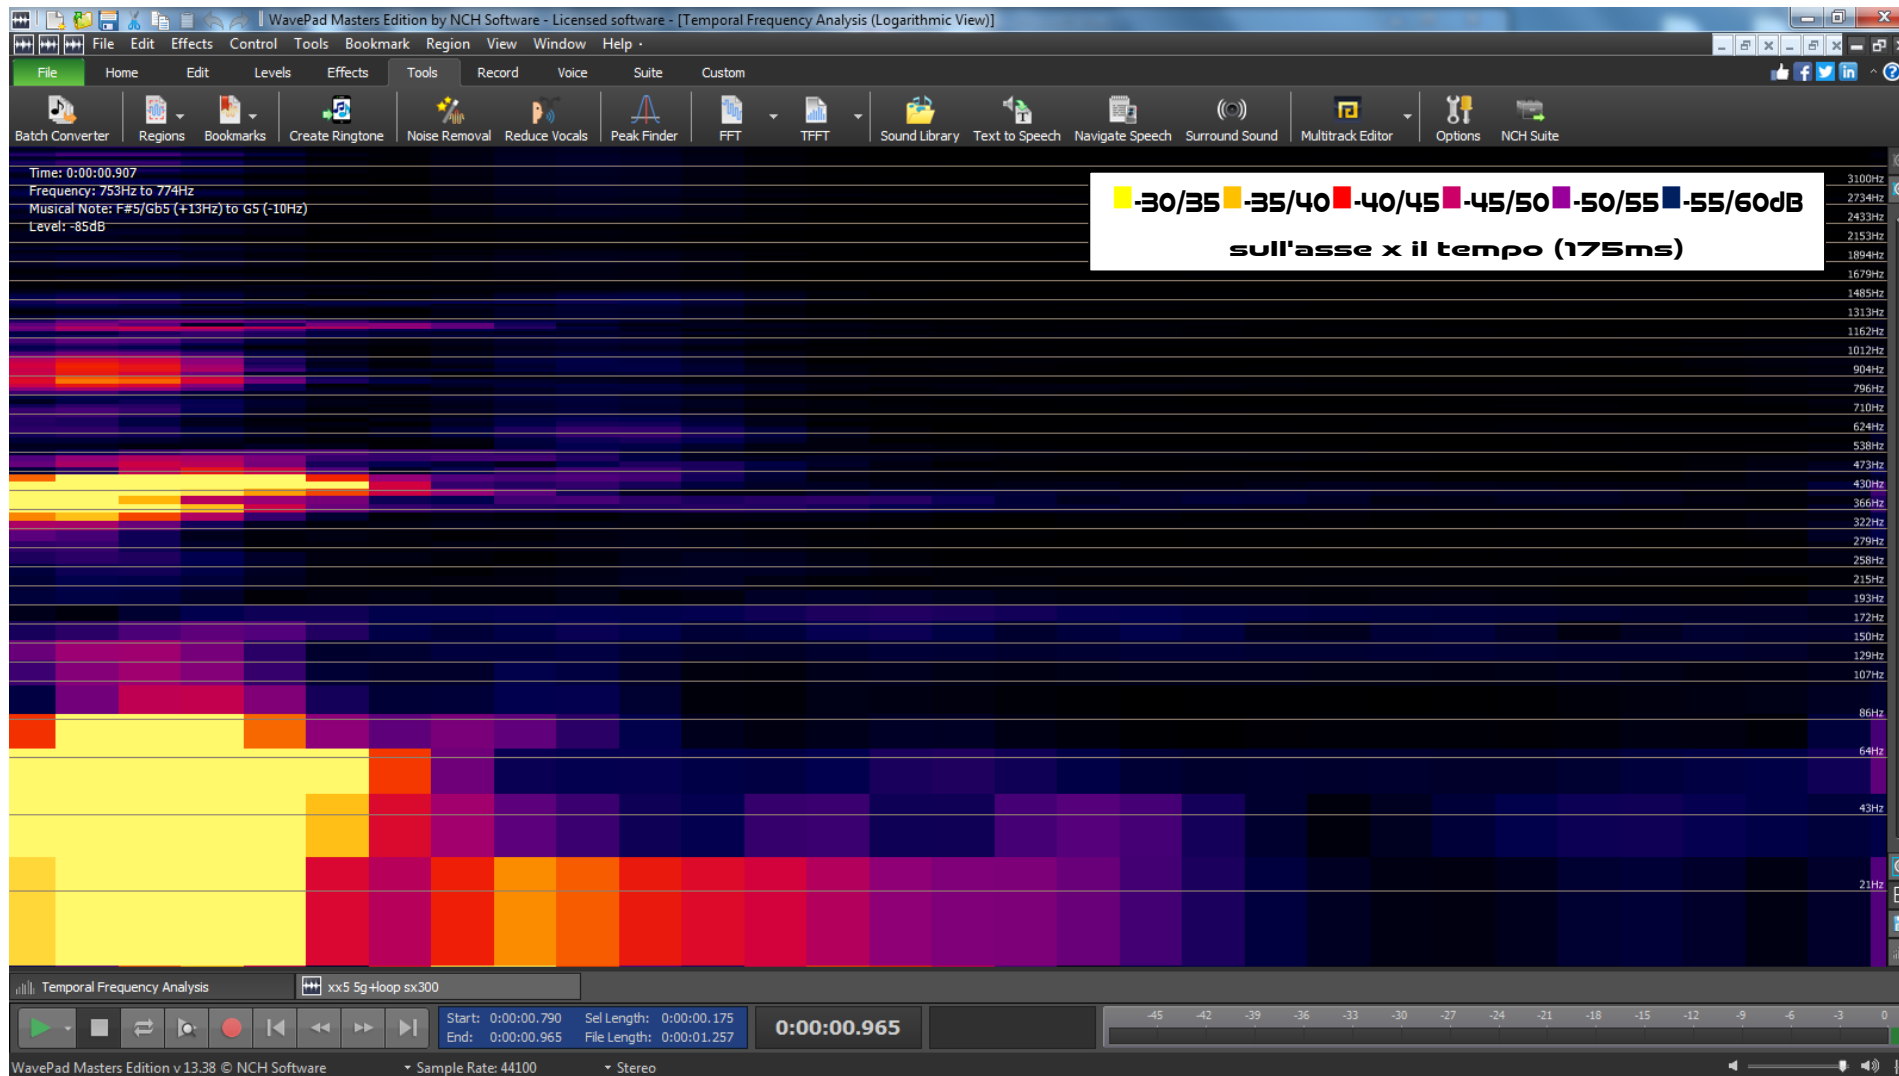 WavePad Masters Edition by NCH Software - Licensed software - [Temporal Frequency Analysis (Logarithmic View)]
File Edit Effects Control Tools Bookmark Region View Window Help
File Home Edit Levels Effects Tools Record Voice Suite Custom
Batch Converter Regions Bookmarks Create Ringtone Noise Removal Reduce Vocals Peak Finder FFT TFFT Sound Library Text to Speech Navigate Speech Surround Sound Multitrack Editor Options NCH Suite
Time: 0:00:00.907
Frequency: 753Hz to 774Hz
Musical Note: F#5/Gb5 (+13Hz) to G5 (-10Hz)
Level: -85dB
-30/35 -35/40 -40/45 -45/50 -50/55 -55/60dB
sull'asse x il tempo (175ms)
3100Hz
2734Hz
2433Hz
2153Hz
1894Hz
1679Hz
1485Hz
1313Hz
1162Hz
1012Hz
904Hz
796Hz
710Hz
624Hz
538Hz
473Hz
430Hz
366Hz
322Hz
279Hz
258Hz
215Hz
193Hz
172Hz
150Hz
129Hz
107Hz
86Hz
64Hz
43Hz
21Hz
Temporal Frequency Analysis xx5 5g+loop sx300
Start: 0:00:00.790 Sel Length: 0:00:00.175
End: 0:00:00.965 File Length: 0:00:01.257
0:00:00.965
-45 -42 -39 -36 -33 -30 -27 -24 -21 -18 -15 -12 -9 -6 -3 0
WavePad Masters Edition v 13.38 © NCH Software Sample Rate: 44100 Stereo